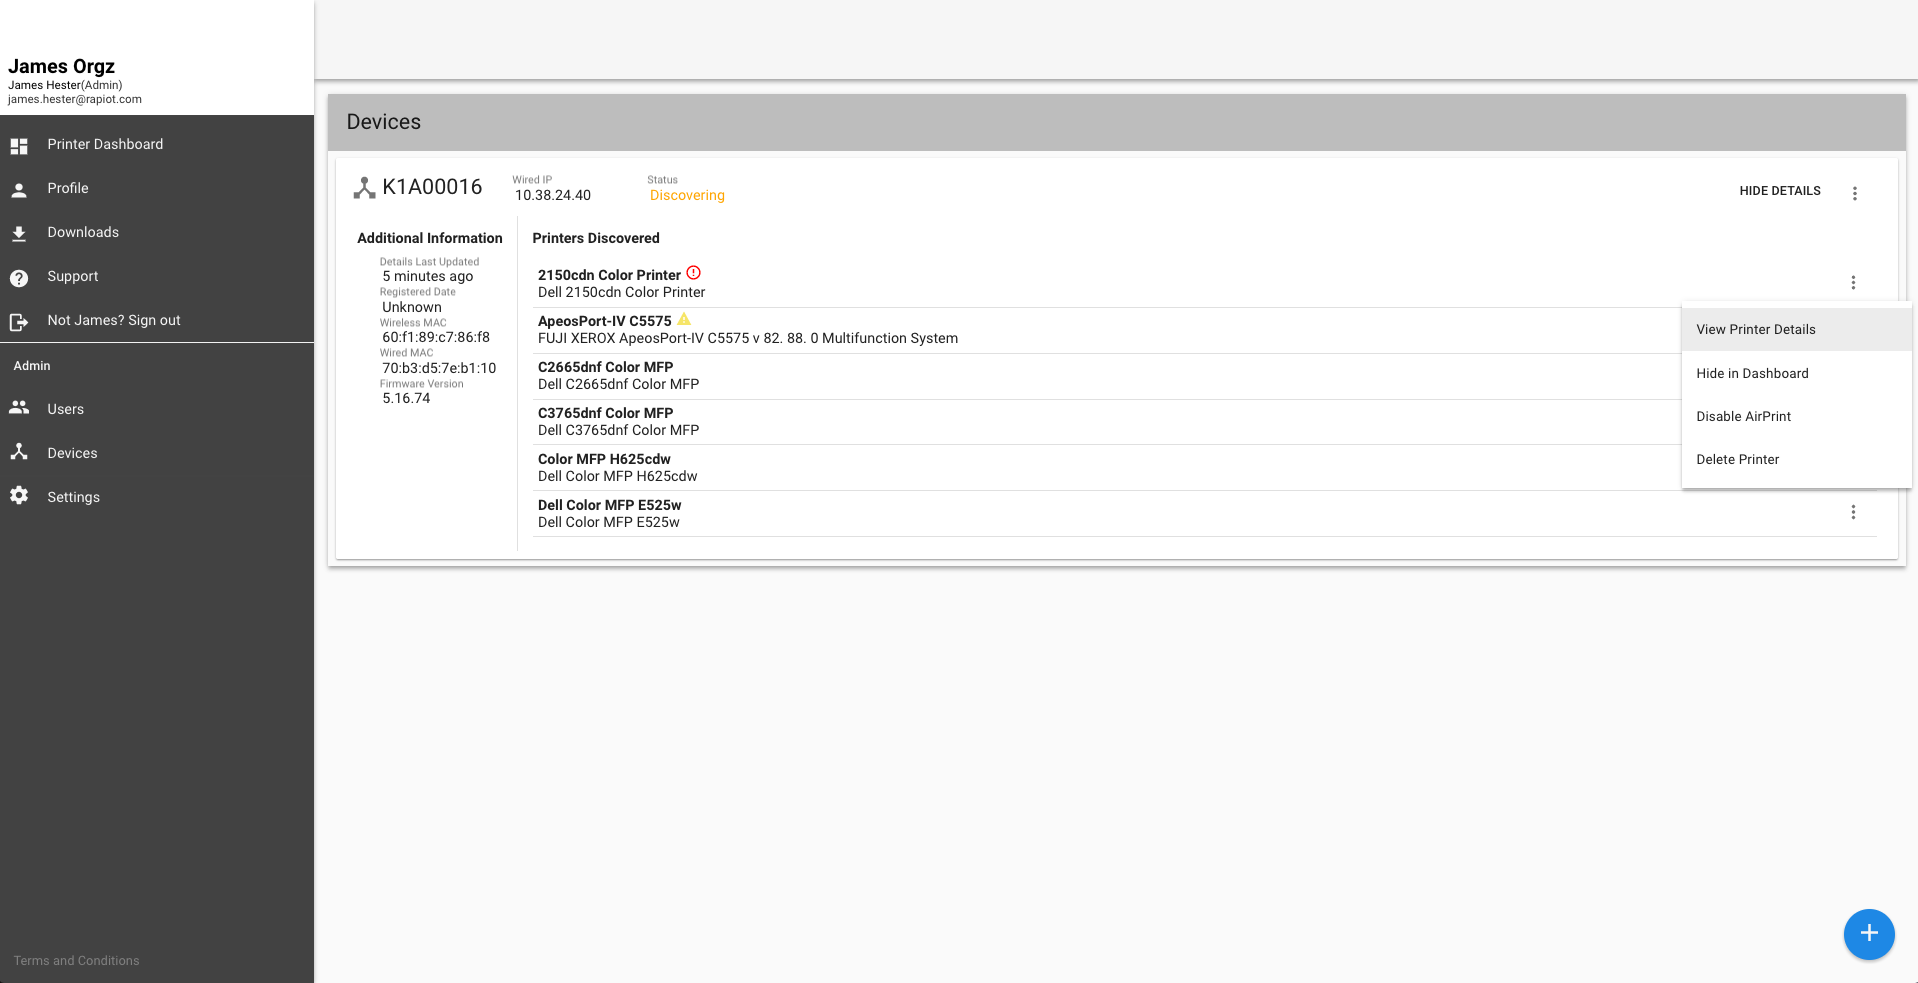 James Orgz
James Hester(Admin)
james.hester@rapiot.com
Printer Dashboard
Profile
Downloads
Support
Not James? Sign out
Admin
Users
Devices
Settings
Terms and Conditions
Devices
K1A00016
Wired IP
10.38.24.40
Status
Discovering
HIDE DETAILS
Additional Information
Details Last Updated
5 minutes ago
Registered Date
Unknown
Wireless MAC
60:f1:89:c7:86:f8
Wired MAC
70:b3:d5:7e:b1:10
Firmware Version
5.16.74
Printers Discovered
2150cdn Color Printer
Dell 2150cdn Color Printer
ApeosPort-IV C5575
FUJI XEROX ApeosPort-IV C5575 v 82. 88. 0 Multifunction System
C2665dnf Color MFP
Dell C2665dnf Color MFP
C3765dnf Color MFP
Dell C3765dnf Color MFP
Color MFP H625cdw
Dell Color MFP H625cdw
Dell Color MFP E525w
Dell Color MFP E525w
View Printer Details
Hide in Dashboard
Disable AirPrint
Delete Printer